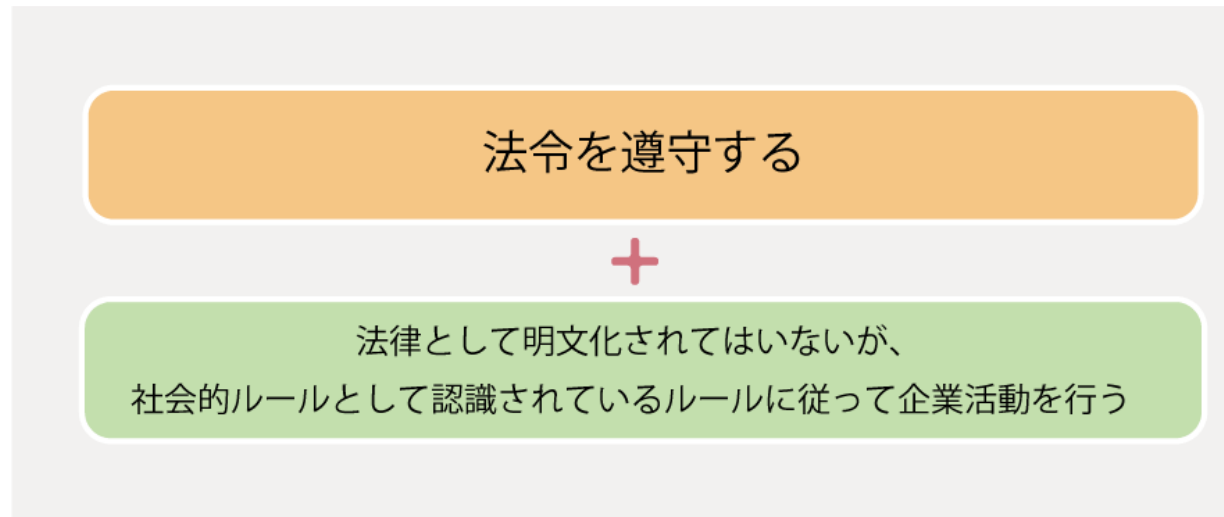 法令を遵守する
+
法律として明文化されてはいないが、
社会的ルールとして認識されているルールに従って企業活動を行う